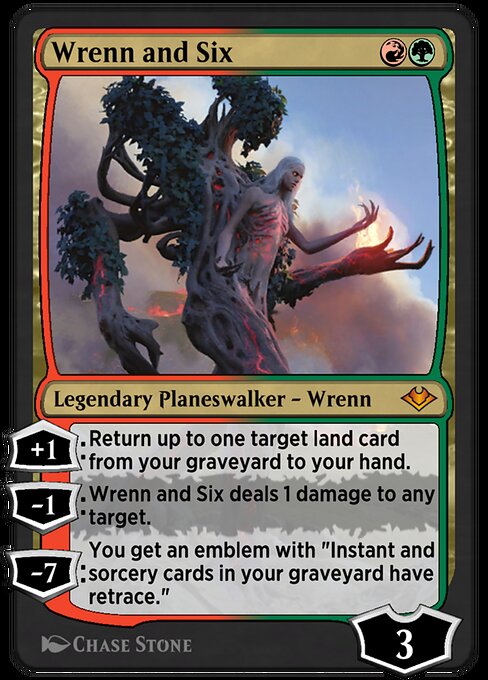 Wrenn and Six
Legendary Planeswalker – Wrenn
+1
: Return up to one target land card
from your graveyard to your hand.
−1
: Wrenn and Six deals 1 damage to any
target.
−7
: You get an emblem with "Instant and
sorcery cards in your graveyard have
retrace."
3
Chase Stone